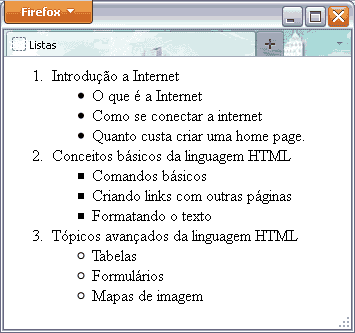 Firefox
Listas
1. Introdução a Internet
• O que é a Internet
• Como se conectar a internet
• Quanto custa criar uma home page.
2. Conceitos básicos da linguagem HTML
▪ Comandos básicos
▪ Criando links com outras páginas
▪ Formatando o texto
3. Tópicos avançados da linguagem HTML
○ Tabelas
○ Formulários
○ Mapas de imagem